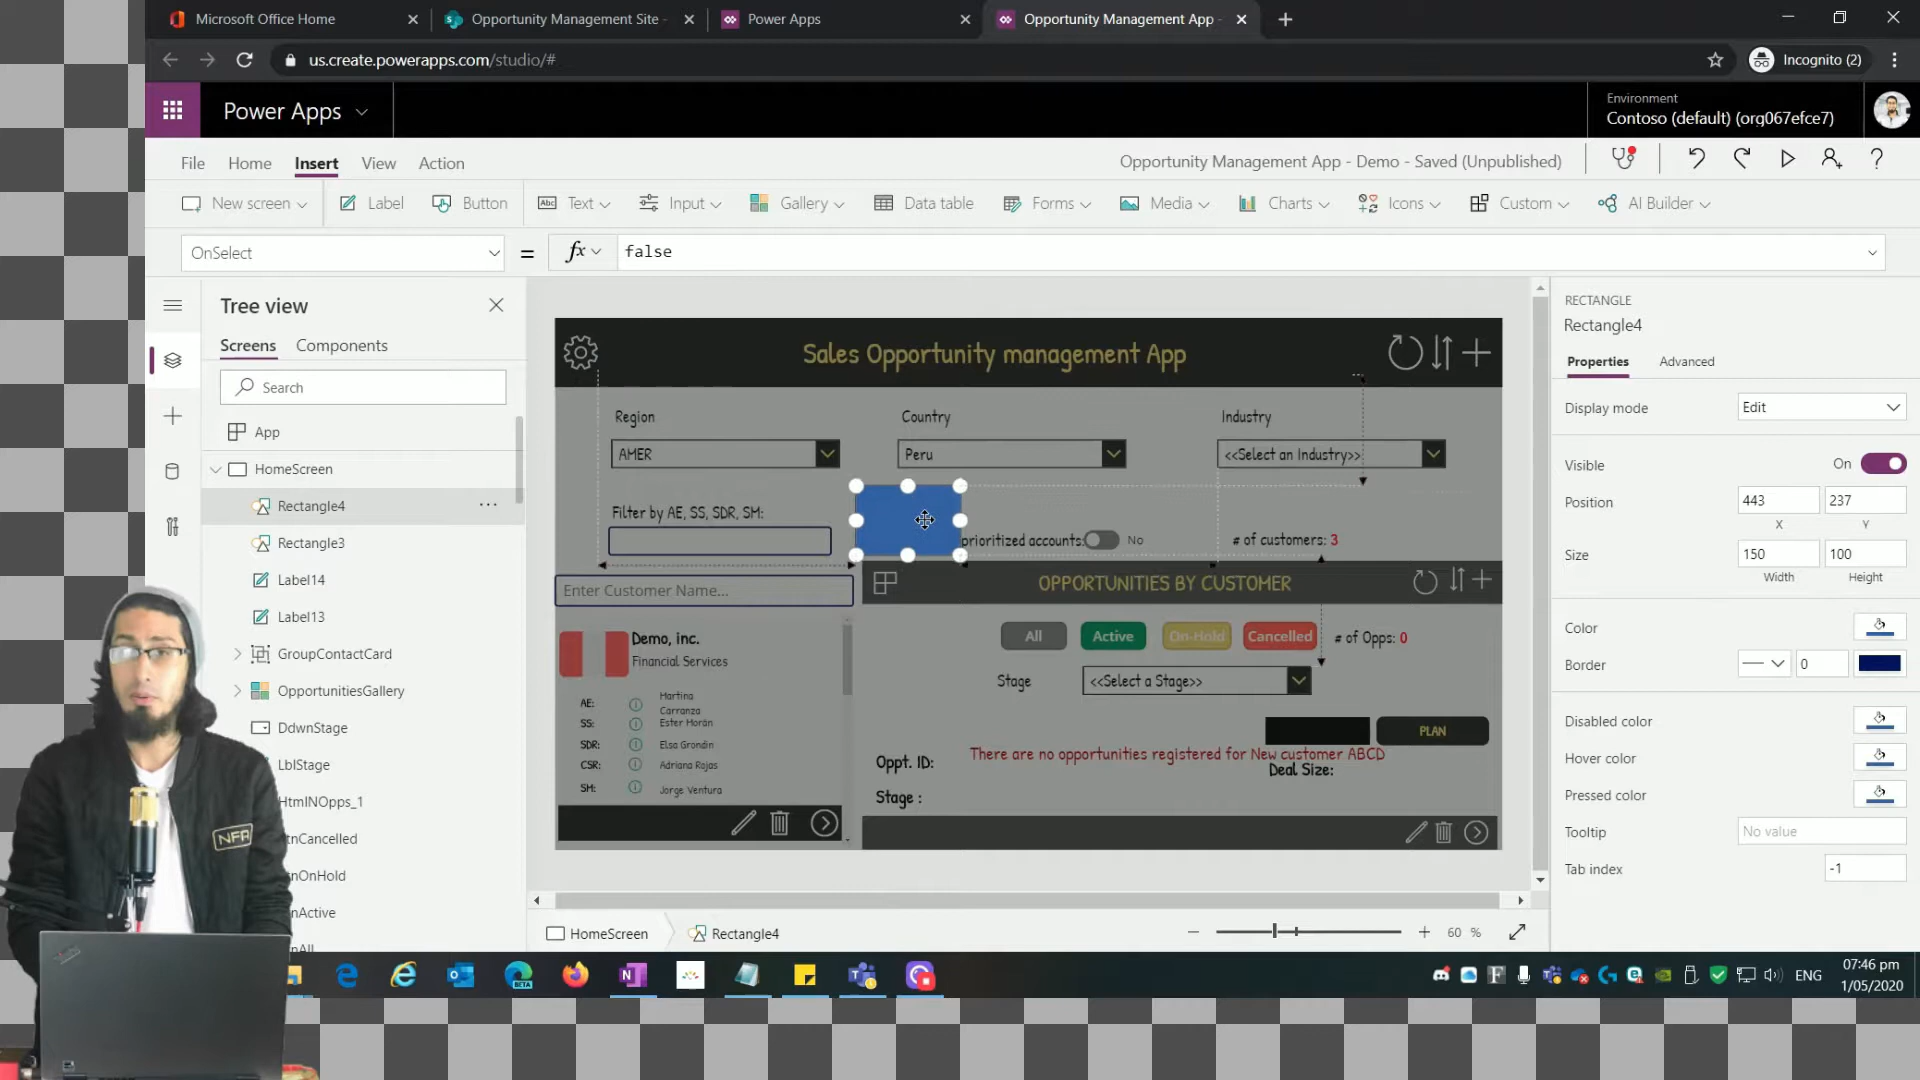 Microsoft Office Home
Opportunity Management Site -
Power Apps
Opportunity Management App -
us.create.powerapps.com/studio/#
Incognito (2)
Power Apps
Environment
Contoso (default) (org067efce7)
File
Home
Insert
View
Action
Opportunity Management App - Demo - Saved (Unpublished)
New screen
Label
Button
Text
Input
Gallery
Data table
Forms
Media
Charts
Icons
Custom
AI Builder
OnSelect
=
fx
false
Tree view
Screens
Components
Search
App
HomeScreen
Rectangle4
Rectangle3
Label14
Label13
GroupContactCard
OpportunitiesGallery
DdwnStage
LblStage
HtmlNOpps_1
tnCancelled
nOnHold
nActive
nAll
Sales Opportunity management App
Region
Country
Industry
AMER
Peru
<<Select an Industry>>
Filter by AE, SS, SDR, SM:
prioritized accounts:
No
# of customers: 3
Enter Customer Name...
OPPORTUNITIES BY CUSTOMER
Demo, inc.
Financial Services
AE:
Martina
Carranza
SS:
Ester Morán
SDR:
Elsa Grondin
CSR:
Adriana Rojas
SM:
Jorge Ventura
All
Active
On-Hold
Cancelled
# of Opps: 0
Stage
<<Select a Stage>>
PLAN
There are no opportunities registered for New customer ABCD
Oppt. ID:
Deal Size:
Stage :
HomeScreen
Rectangle4
60 %
RECTANGLE
Rectangle4
Properties
Advanced
Display mode
Edit
Visible
On
Position
443
237
X
Y
Size
150
100
Width
Height
Color
Border
0
Disabled color
Hover color
Pressed color
Tooltip
No value
Tab index
-1
NFA
BETA
ENG
07:46 pm
1/05/2020